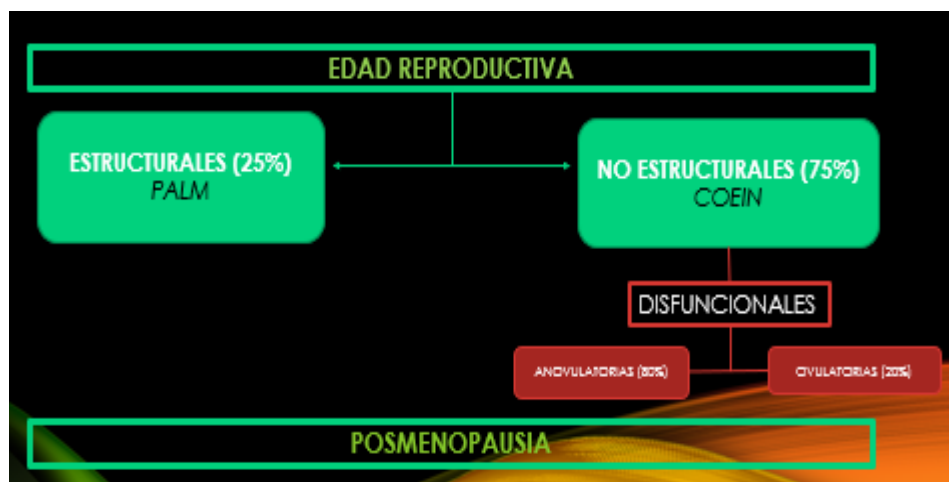 EDAD REPRODUCTIVA
ESTRUCTURALES (25%)
PALM
NO ESTRUCTURALES (75%)
COEIN
DISFUNCIONALES
ANOVULATORIAS (80%)
OVULATORIAS (20%)
POSMENOPAUSIA